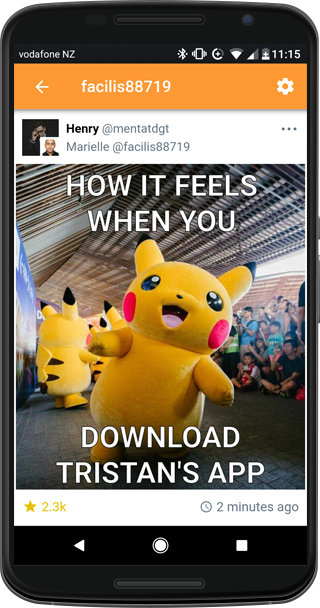 vodafone NZ 11:15
facilis88719
Henry @mentatdgt
Marielle @facilis88719
HOW IT FEELS
WHEN YOU
DOWNLOAD
TRISTAN'S APP
2.3k 2 minutes ago